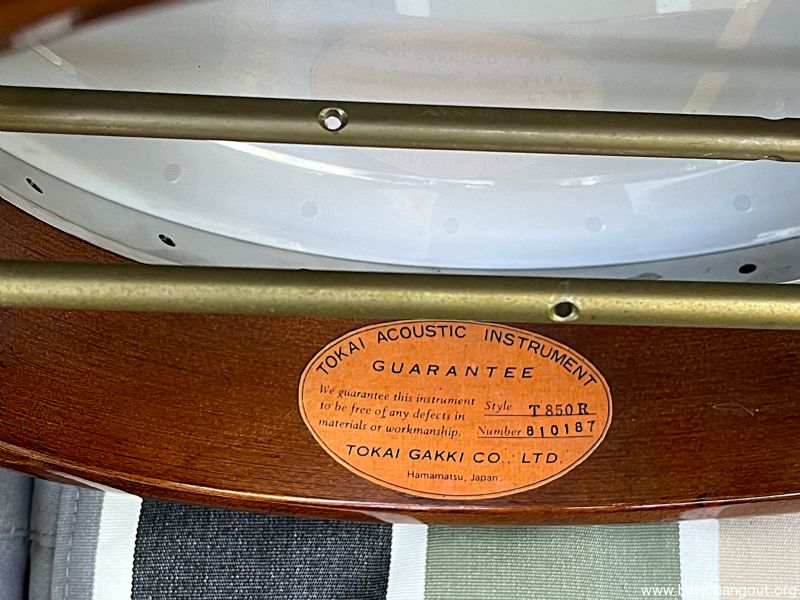 TOKAI ACOUSTIC INSTRUMENT
GUARANTEE
We guarantee this instrument
to be free of any defects in
materials or workmanship.
Style T850R
Number 810187
TOKAI GAKKI CO., LTD.
Hamamatsu, Japan.
www.banjohangout.org